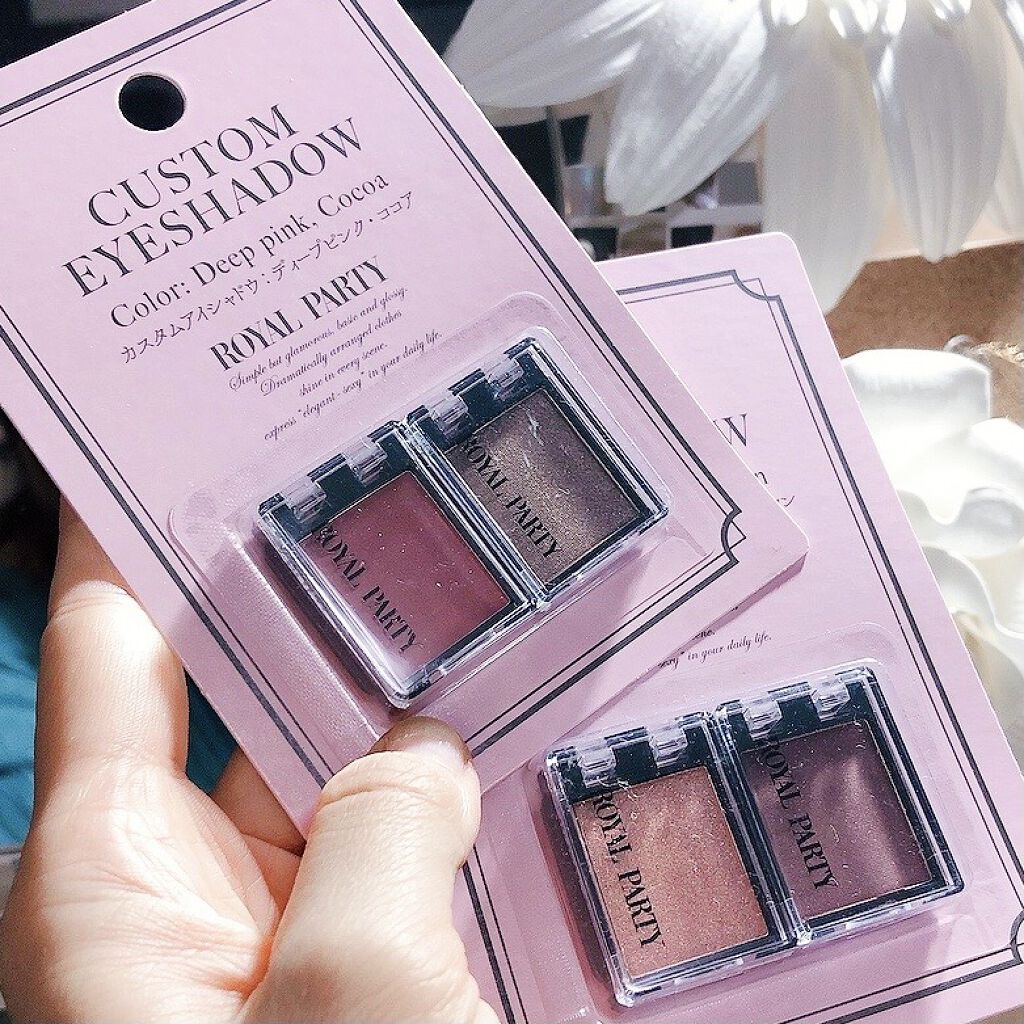 CUSTOM
EYESHADOW
Color: Deep pink, Cocoa
カスタムアイシャドウ：ディープピンク・ココア
ROYAL PARTY
Simple but glamorous, basic and glossy.
Dramatically arranged clothes
shine in every scene.
express "elegant-sexy" in your daily life.
ROYAL PARTY
ROYAL PARTY
W
n
ン
ne.
sexy" in your daily life.
ROYAL PARTY
ROYAL PARTY